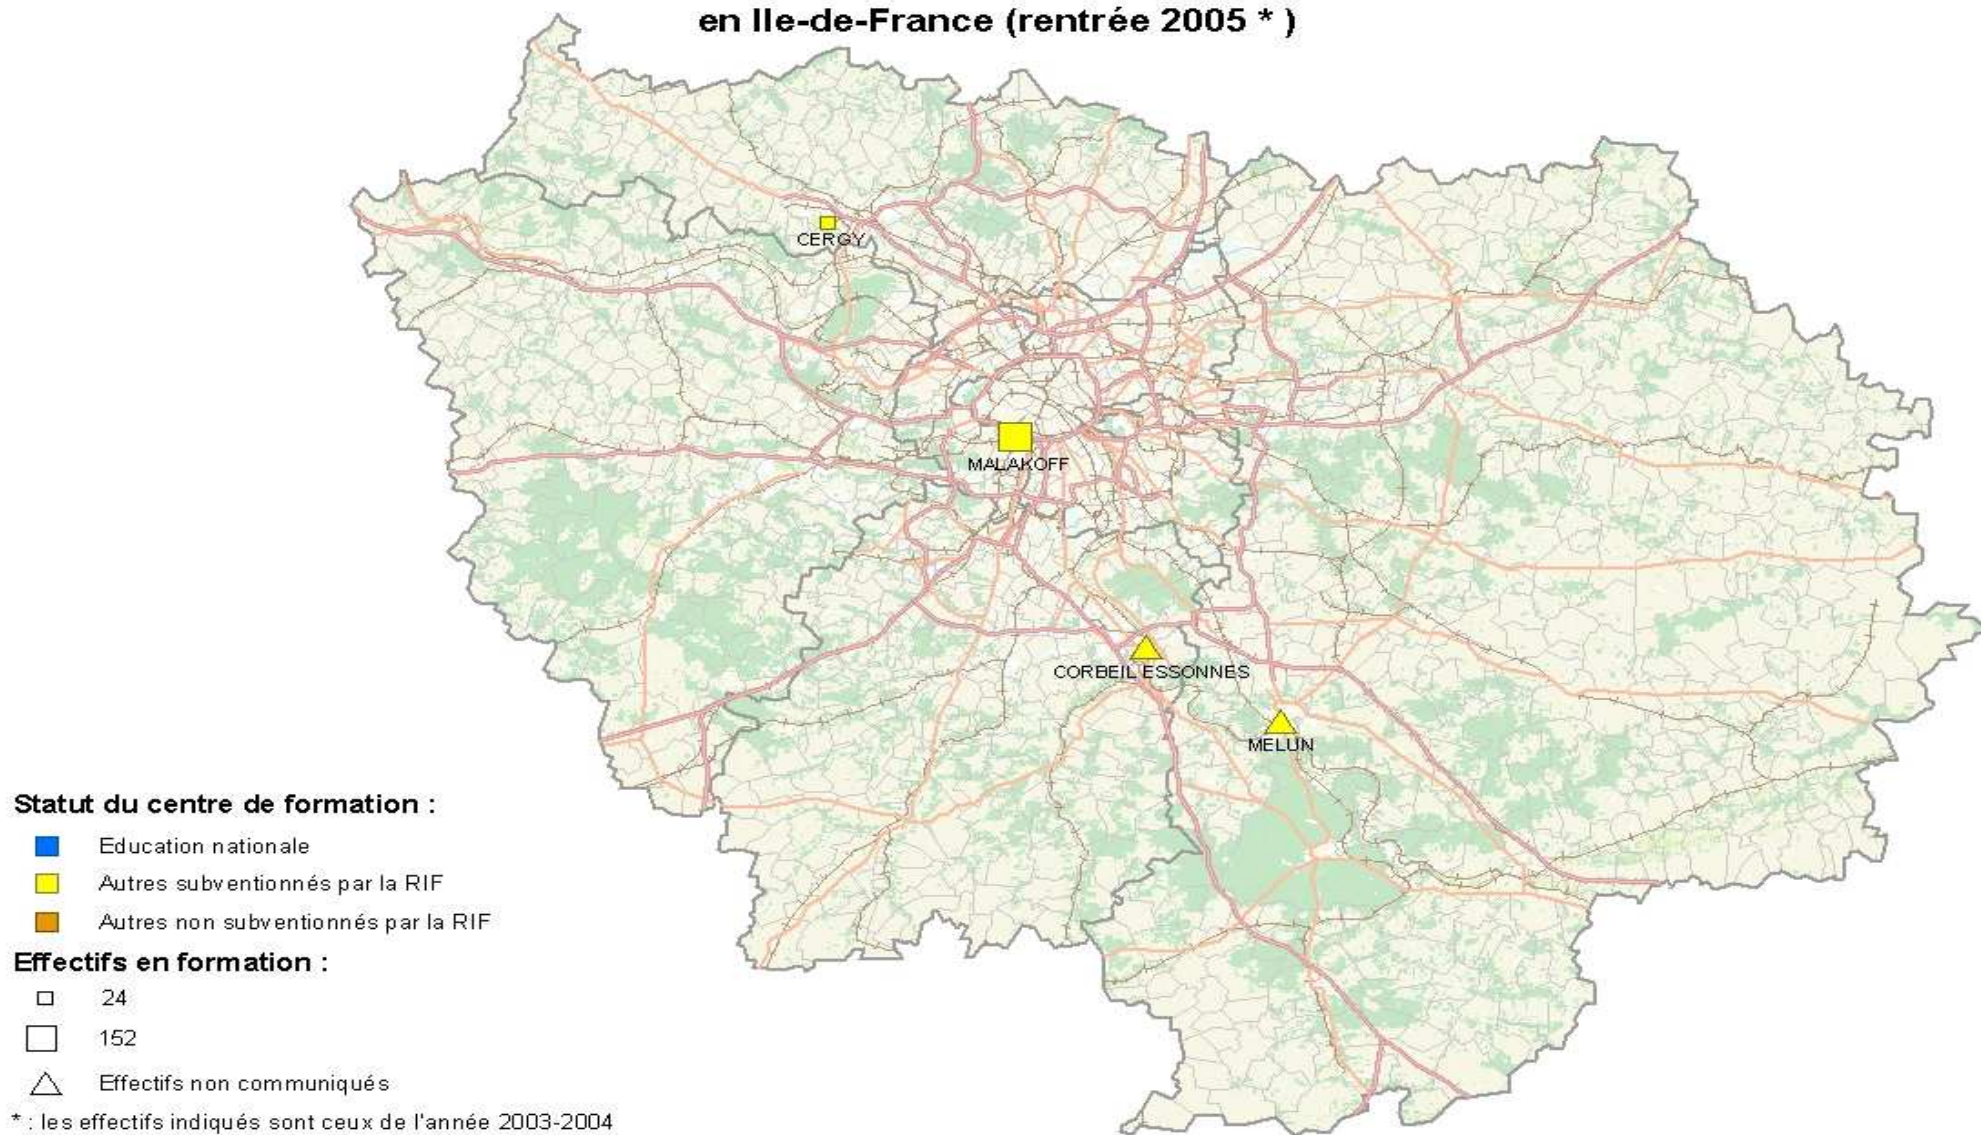 en Ile-de-France (rentrée 2005 * )
CERGY
MALAKOFF
CORBEIL ESSONNES
MELUN
Statut du centre de formation :
Education nationale
Autres subventionnés par la RIF
Autres non subventionnés par la RIF
Effectifs en formation :
24
152
Effectifs non communiqués
* : les effectifs indiqués sont ceux de l'année 2003-2004